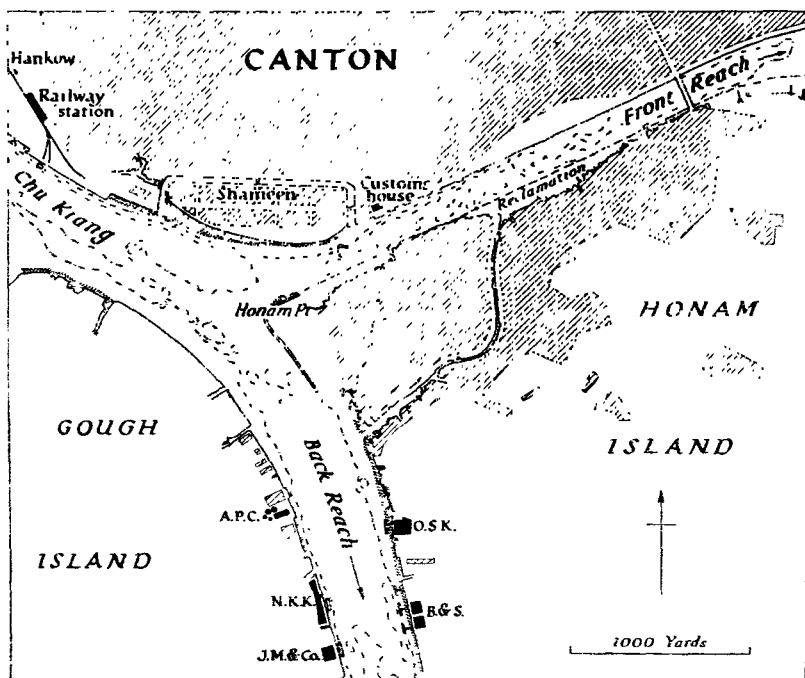 CANTON
Hankow
Railway
station
Front Reach
Chu Kiang
Shameen
Customs
house
Reclamation
Honam Pt
HONAM
ISLAND
GOUGH
ISLAND
Back Reach
A.P.C.
O.S.K.
N.K.K.
B.&S.
J.M.&Co.
1000 Yards